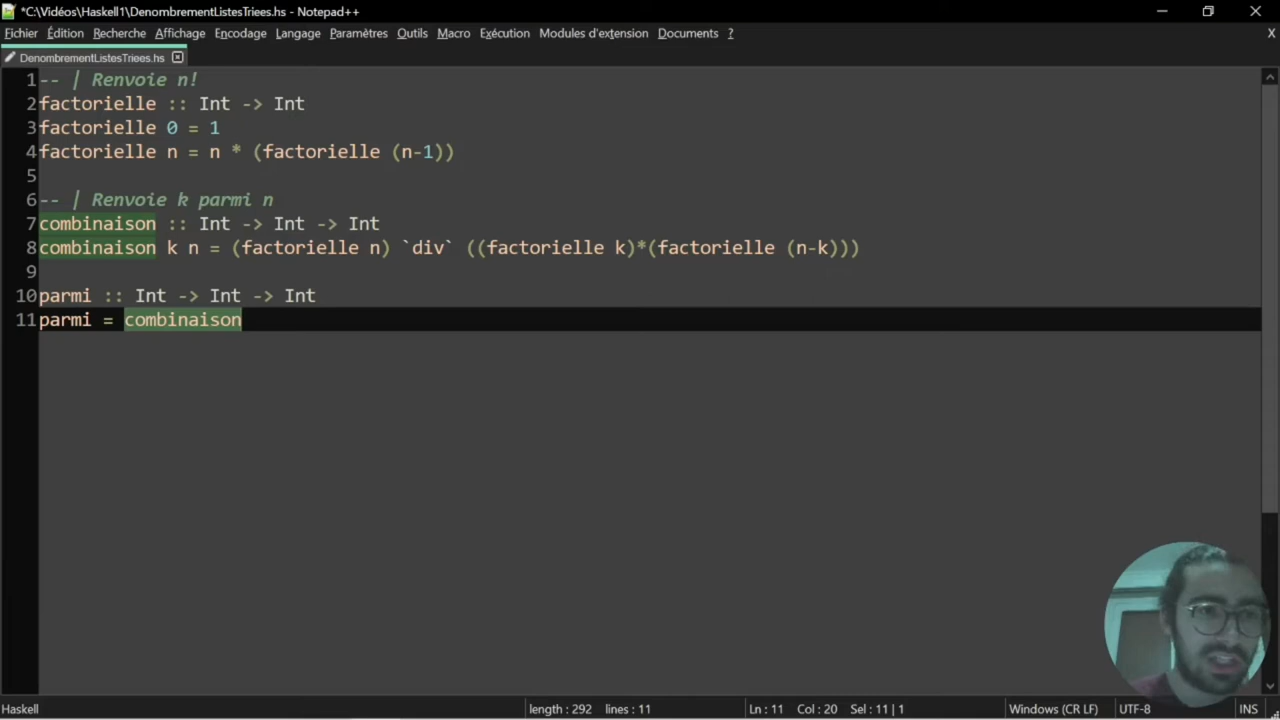 *C:\Vidéos\Haskell1\DenombrementListesTriees.hs - Notepad++
Fichier Édition Recherche Affichage Encodage Langage Paramètres Outils Macro Exécution Modules d'extension Documents ? X
DenombrementListesTriees.hs
1 -- | Renvoie n!
2 factorielle :: Int -> Int
3 factorielle 0 = 1
4 factorielle n = n * (factorielle (n-1))
5
6 -- | Renvoie k parmi n
7 combinaison :: Int -> Int -> Int
8 combinaison k n = (factorielle n) `div` ((factorielle k)*(factorielle (n-k)))
9
10 parmi :: Int -> Int -> Int
11 parmi = combinaison
Haskell length : 292 lines : 11 Ln : 11 Col : 20 Sel : 11 | 1 Windows (CR LF) UTF-8 INS